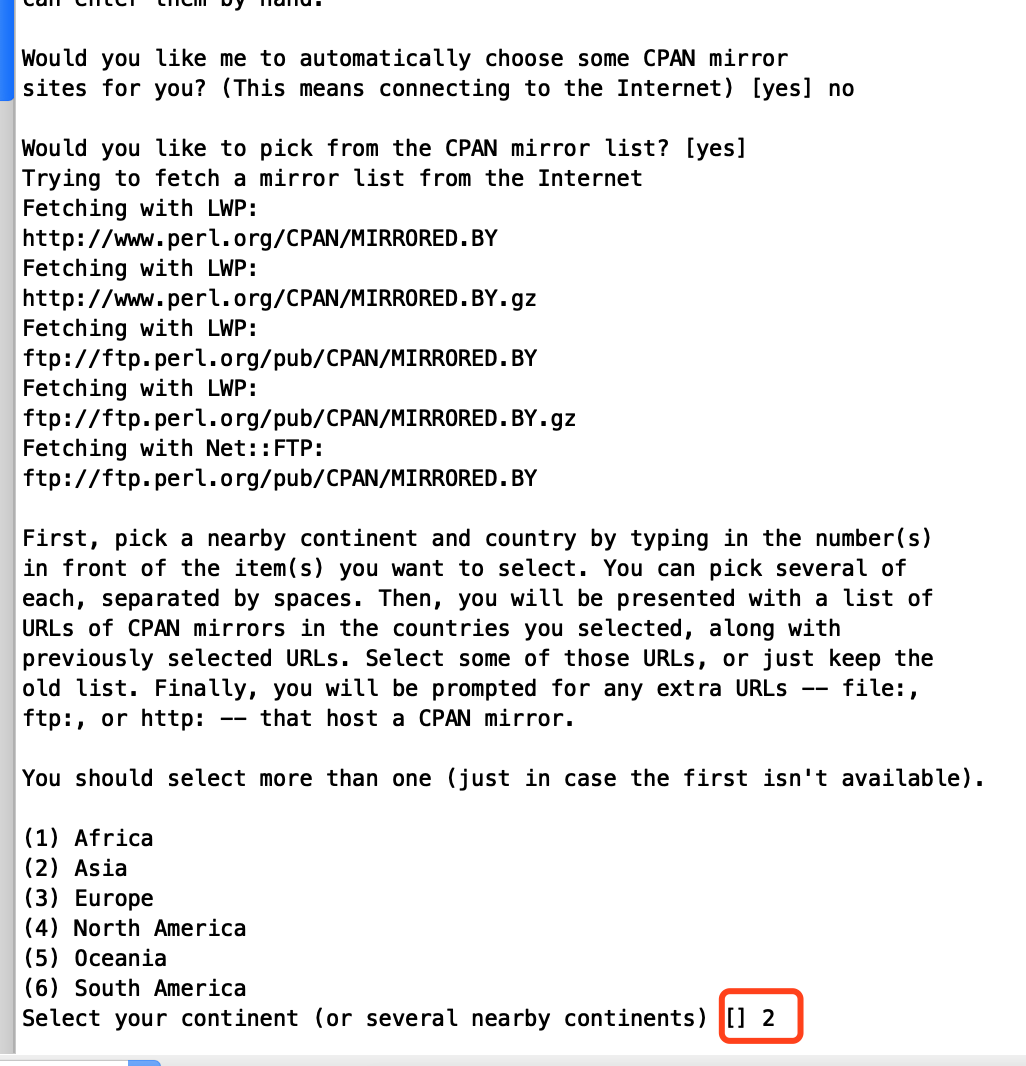 can enter them by hand.
Would you like me to automatically choose some CPAN mirror
sites for you? (This means connecting to the Internet) [yes] no
Would you like to pick from the CPAN mirror list? [yes]
Trying to fetch a mirror list from the Internet
Fetching with LWP:
http://www.perl.org/CPAN/MIRRORED.BY
Fetching with LWP:
http://www.perl.org/CPAN/MIRRORED.BY.gz
Fetching with LWP:
ftp://ftp.perl.org/pub/CPAN/MIRRORED.BY
Fetching with LWP:
ftp://ftp.perl.org/pub/CPAN/MIRRORED.BY.gz
Fetching with Net::FTP:
ftp://ftp.perl.org/pub/CPAN/MIRRORED.BY
First, pick a nearby continent and country by typing in the number(s)
in front of the item(s) you want to select. You can pick several of
each, separated by spaces. Then, you will be presented with a list of
URLs of CPAN mirrors in the countries you selected, along with
previously selected URLs. Select some of those URLs, or just keep the
old list. Finally, you will be prompted for any extra URLs -- file:,
ftp:, or http: -- that host a CPAN mirror.
You should select more than one (just in case the first isn't available).
(1) Africa
(2) Asia
(3) Europe
(4) North America
(5) Oceania
(6) South America
Select your continent (or several nearby continents) [] 2